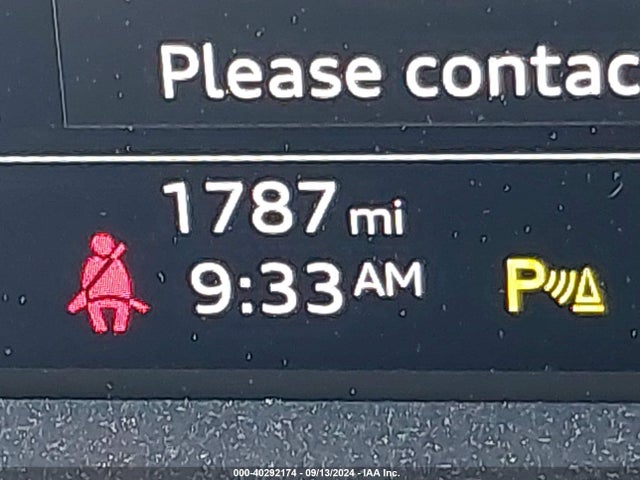 Please contac
1787 mi
9:33 AM
P
000-40292174 - 09/13/2024 - IAA Inc.